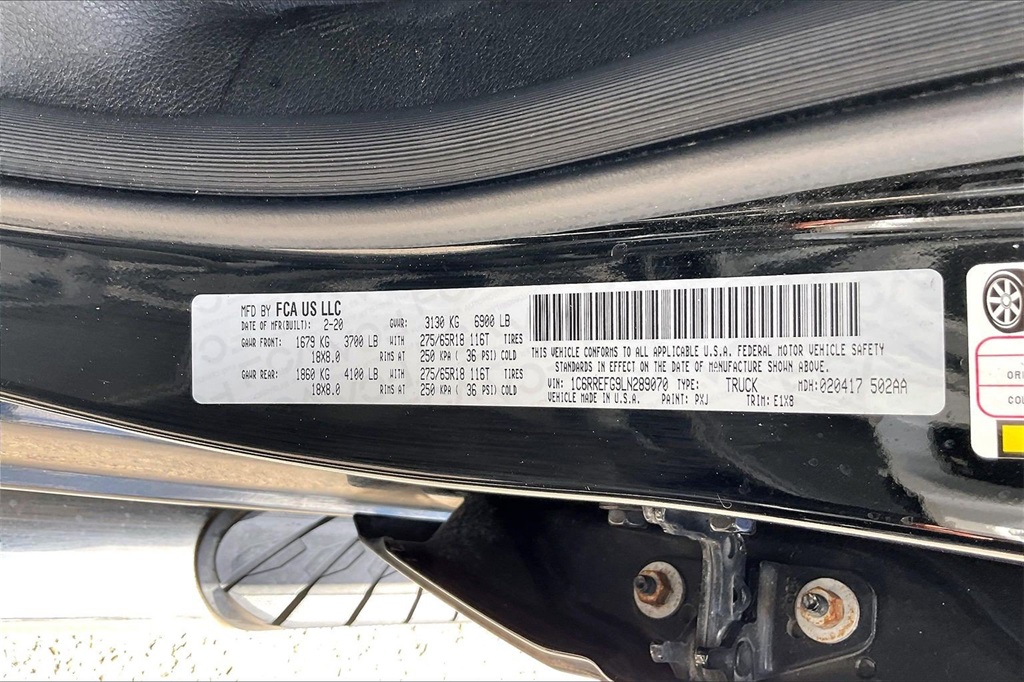 MFD BY FCA US LLC
DATE OF MFR(BUILT): 2-20 GVWR: 3130 KG 6900 LB
GAWR FRONT: 1679 KG 3700 LB WITH 275/65R18 116T TIRES
18X8.0 RIMS AT 250 KPA ( 36 PSI) COLD
GAWR REAR: 1860 KG 4100 LB WITH 275/65R18 116T TIRES
18X8.0 RIMS AT 250 KPA ( 36 PSI) COLD
THIS VEHICLE CONFORMS TO ALL APPLICABLE U.S.A. FEDERAL MOTOR VEHICLE SAFETY
STANDARDS IN EFFECT ON THE DATE OF MANUFACTURE SHOWN ABOVE.
VIN: 1C6RREFG9LN289070 TYPE: TRUCK MDH: 020417 502AA
VEHICLE MADE IN U.S.A. PAINT: PXJ TRIM: E1X8
ORI
COL